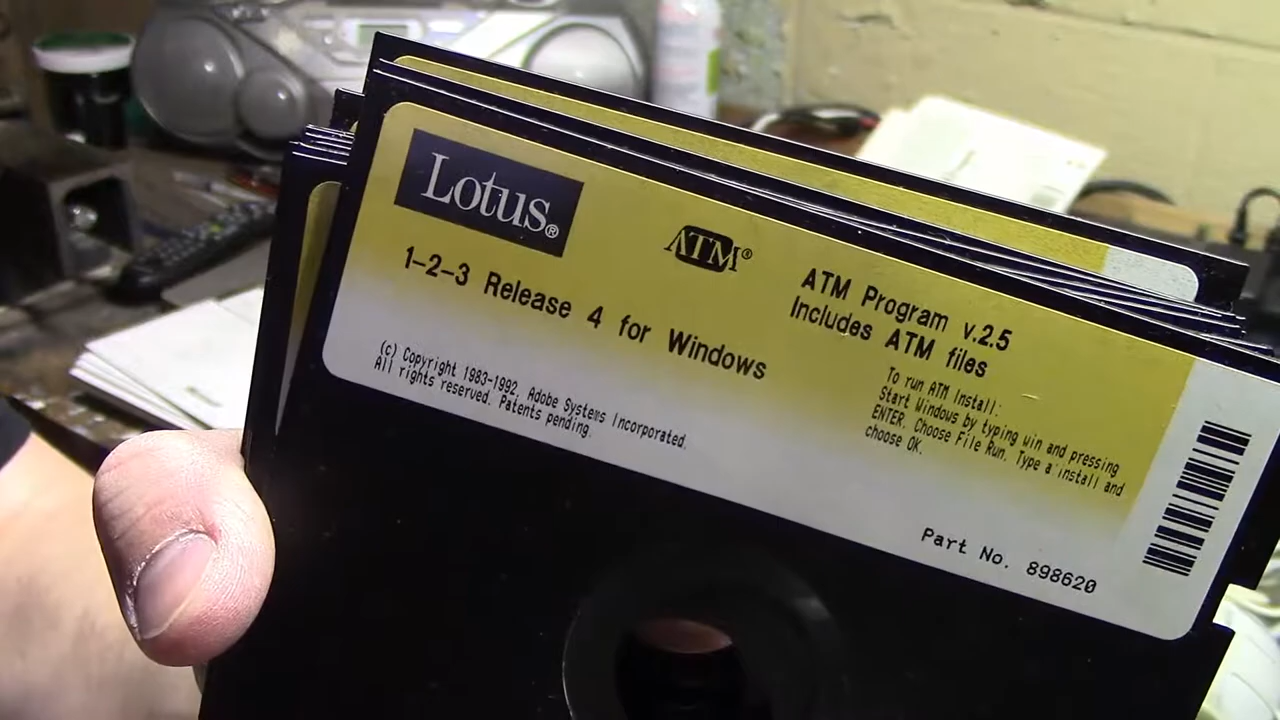 Lotus®
ATM®
1-2-3 Release 4 for Windows
(c) Copyright 1983-1992, Adobe Systems Incorporated.
All rights reserved. Patents pending.
ATM Program v.2.5
Includes ATM files
To run ATM Install:
Start Windows by typing win and pressing
ENTER. Choose File Run. Type a:install and
choose OK.
Part No. 898620